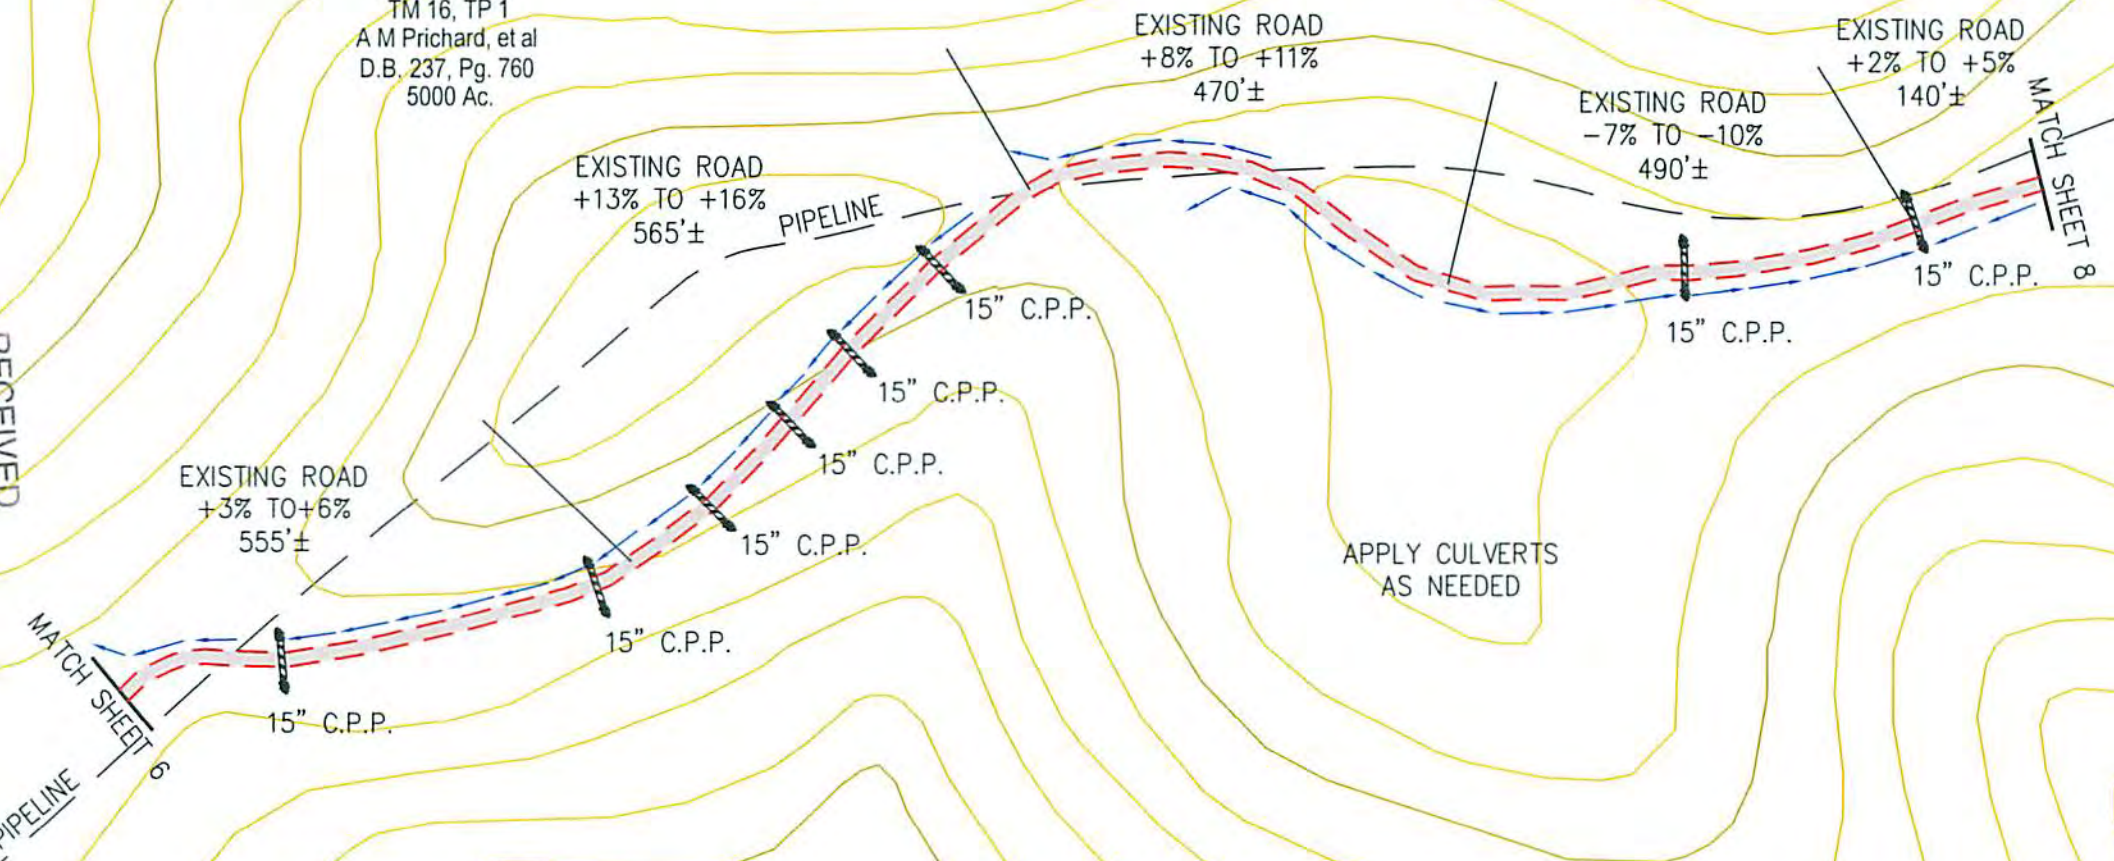 TM 16, TP 1
A M Prichard, et al
D.B. 237, Pg. 760
5000 Ac.
EXISTING ROAD
+8% TO +11%
470'±
EXISTING ROAD
+2% TO +5%
140'±
EXISTING ROAD
-7% TO -10%
490'±
MATCH SHEET 8
EXISTING ROAD
+13% TO +16%
565'±
PIPELINE
15" C.P.P.
15" C.P.P.
15" C.P.P.
15" C.P.P.
15" C.P.P.
RECEIVED
EXISTING ROAD
+3% TO+6%
555'±
15" C.P.P.
APPLY CULVERTS
AS NEEDED
15" C.P.P.
15" C.P.P.
MATCH SHEET 6
PIPELINE